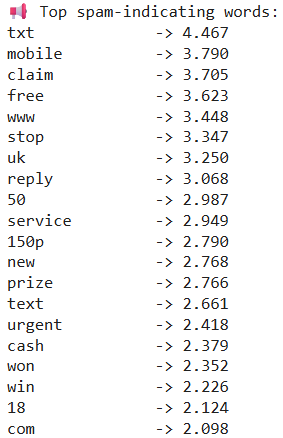 📢 Top spam-indicating words:
txt -> 4.467
mobile -> 3.790
claim -> 3.705
free -> 3.623
www -> 3.448
stop -> 3.347
uk -> 3.250
reply -> 3.068
50 -> 2.987
service -> 2.949
150p -> 2.790
new -> 2.768
prize -> 2.766
text -> 2.661
urgent -> 2.418
cash -> 2.379
won -> 2.352
win -> 2.226
18 -> 2.124
com -> 2.098